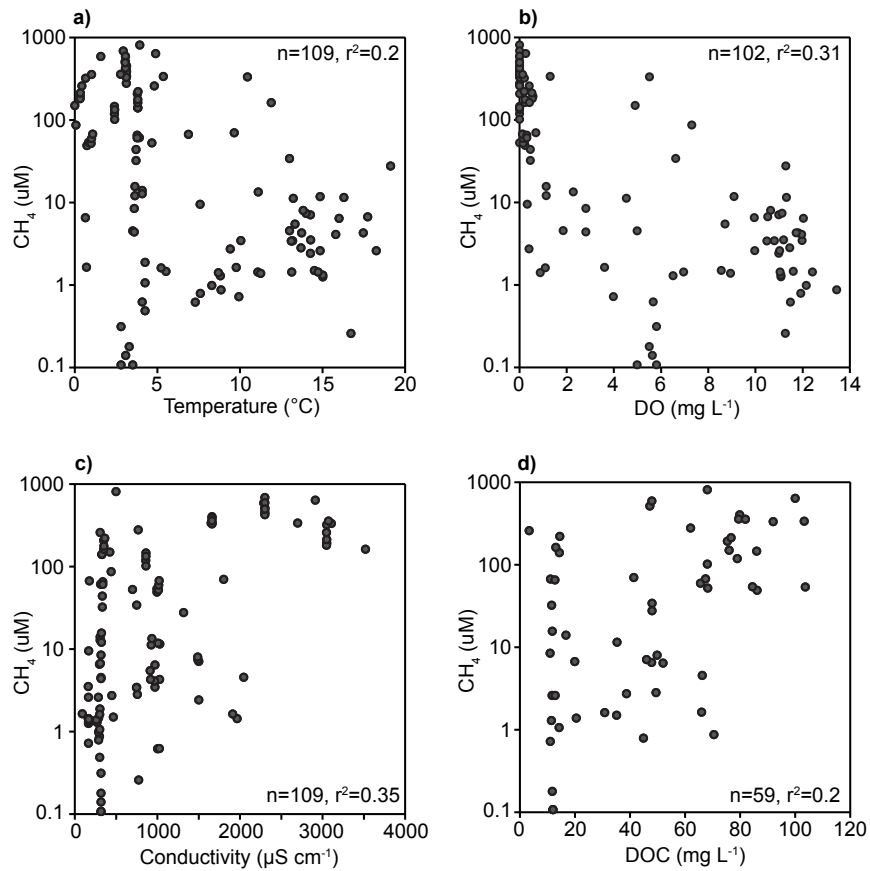 a)
n=109, r²=0.2
1000
100
10
1
0.1
CH₄ (uM)
0 5 10 15 20
Temperature (°C)
b)
n=102, r²=0.31
1000
100
10
1
0.1
CH₄ (uM)
0 2 4 6 8 10 12 14
DO (mg L⁻¹)
c)
1000
100
10
1
0.1
CH₄ (uM)
n=109, r²=0.35
0 1000 2000 3000 4000
Conductivity (µS cm⁻¹)
d)
1000
100
10
1
0.1
CH₄ (uM)
n=59, r²=0.2
0 20 40 60 80 100 120
DOC (mg L⁻¹)